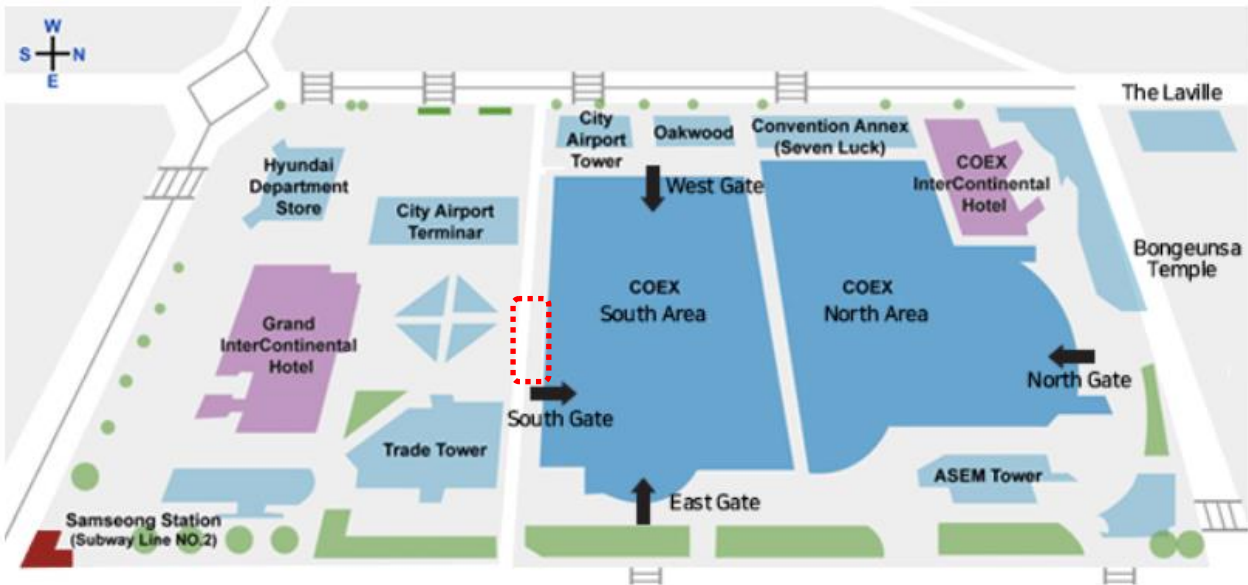 W
S N
E
The Laville
City
Airport
Tower
Oakwood
Convention Annex
(Seven Luck)
COEX
InterContinental
Hotel
Hyundai
Department
Store
West Gate
City Airport
Terminar
Bongeunsa
Temple
COEX
South Area
COEX
North Area
Grand
InterContinental
Hotel
North Gate
South Gate
Trade Tower
ASEM Tower
East Gate
Samseong Station
(Subway Line NO.2)